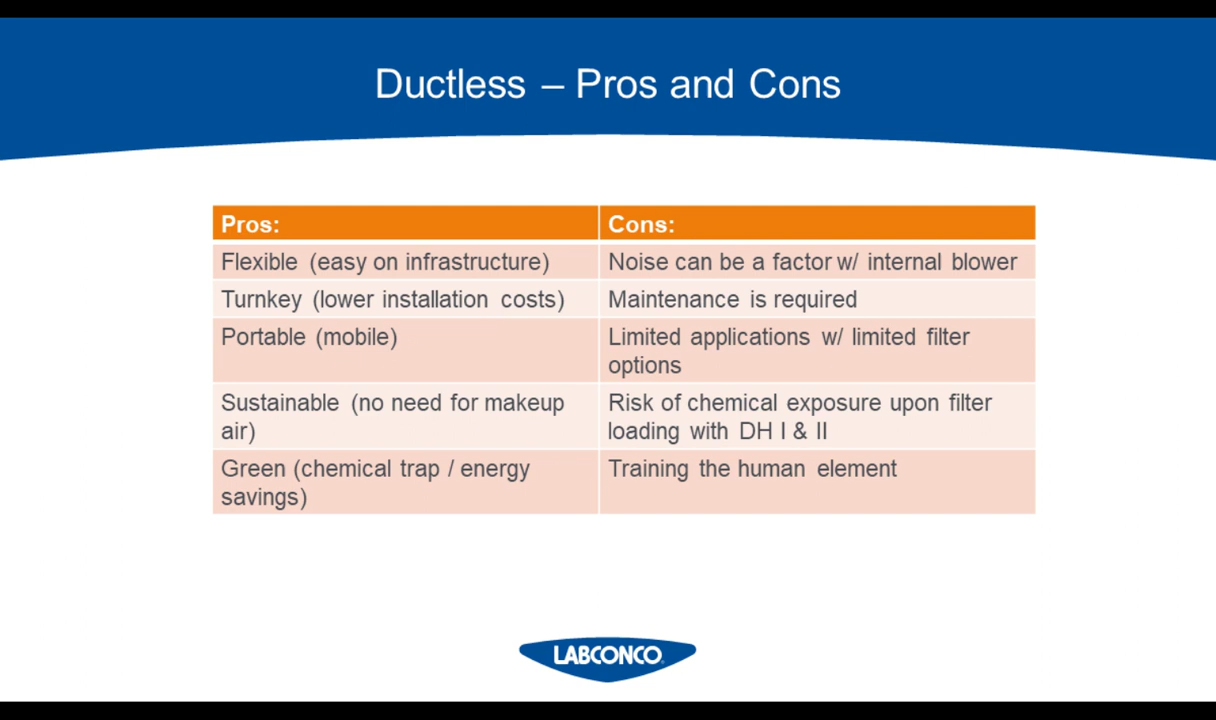 Ductless – Pros and Cons
Pros:
Cons:
Flexible (easy on infrastructure)
Noise can be a factor w/ internal blower
Turnkey (lower installation costs)
Maintenance is required
Portable (mobile)
Limited applications w/ limited filter
options
Sustainable (no need for makeup
air)
Risk of chemical exposure upon filter
loading with DH I & II
Green (chemical trap / energy
savings)
Training the human element
LABCONCO